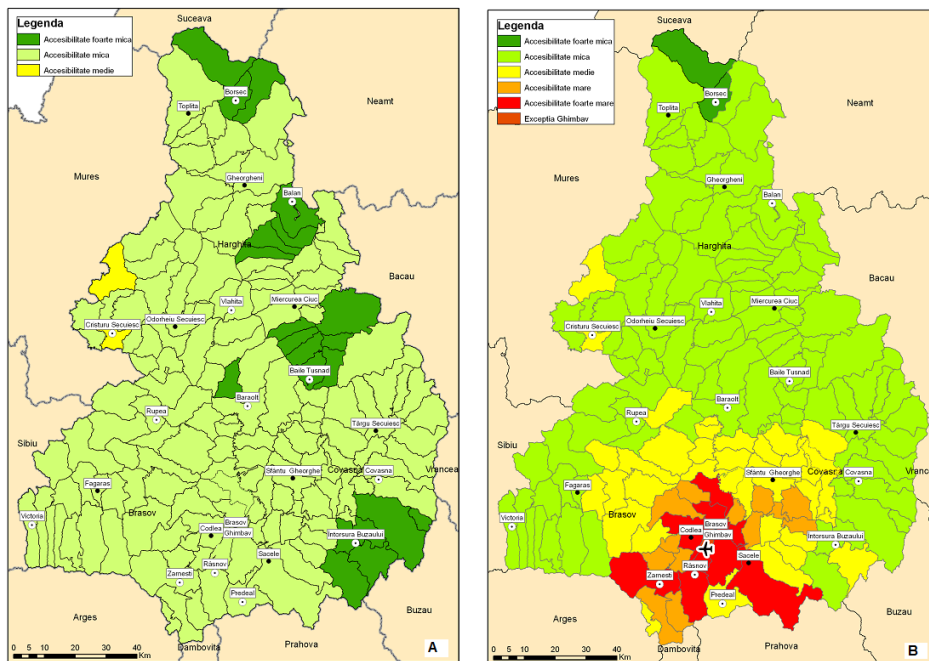 Suceava
Legenda
Accesibilitate foarte mica
Accesibilitate mica
Accesibilitate medie
Borsec
Toplita
Neamt
Mures
Gheorgheni
Balan
Harghita
Bacau
Vlahita
Miercurea Ciuc
Cristuru Secuiesc
Odorheiu Secuiesc
Baile Tusnad
Baraolt
Rupea
Târgu Secuiesc
Sibiu
Sfântu Gheorghe
Covasna
Covasna
Vrancea
Fagaras
Victoria
Brasov
Codlea
Brasov
Ghimbav
Intorsura Buzaului
Sacele
Râsnov
Zarnesti
Predeal
Arges
Buzau
Dambovita
Prahova
A
0 5 10 20 30 40
Km
Suceava
Legenda
Accesibilitate foarte mica
Accesibilitate mica
Accesibilitate medie
Accesibilitate mare
Accesibilitate foarte mare
Exceptia Ghimbav
Borsec
Toplita
Neamt
Mures
Gheorgheni
Balan
Harghita
Bacau
Vlahita
Miercurea Ciuc
Cristuru Secuiesc
Odorheiu Secuiesc
Baile Tusnad
Baraolt
Rupea
Târgu Secuiesc
Sibiu
Sfântu Gheorghe
Covasna
Covasna
Vrancea
Fagaras
Victoria
Brasov
Codlea
Brasov
Ghimbav
Intorsura Buzaului
Sacele
Râsnov
Zarnesti
Predeal
Arges
Buzau
Dambovita
Prahova
B
0 5 10 20 30 40
Km